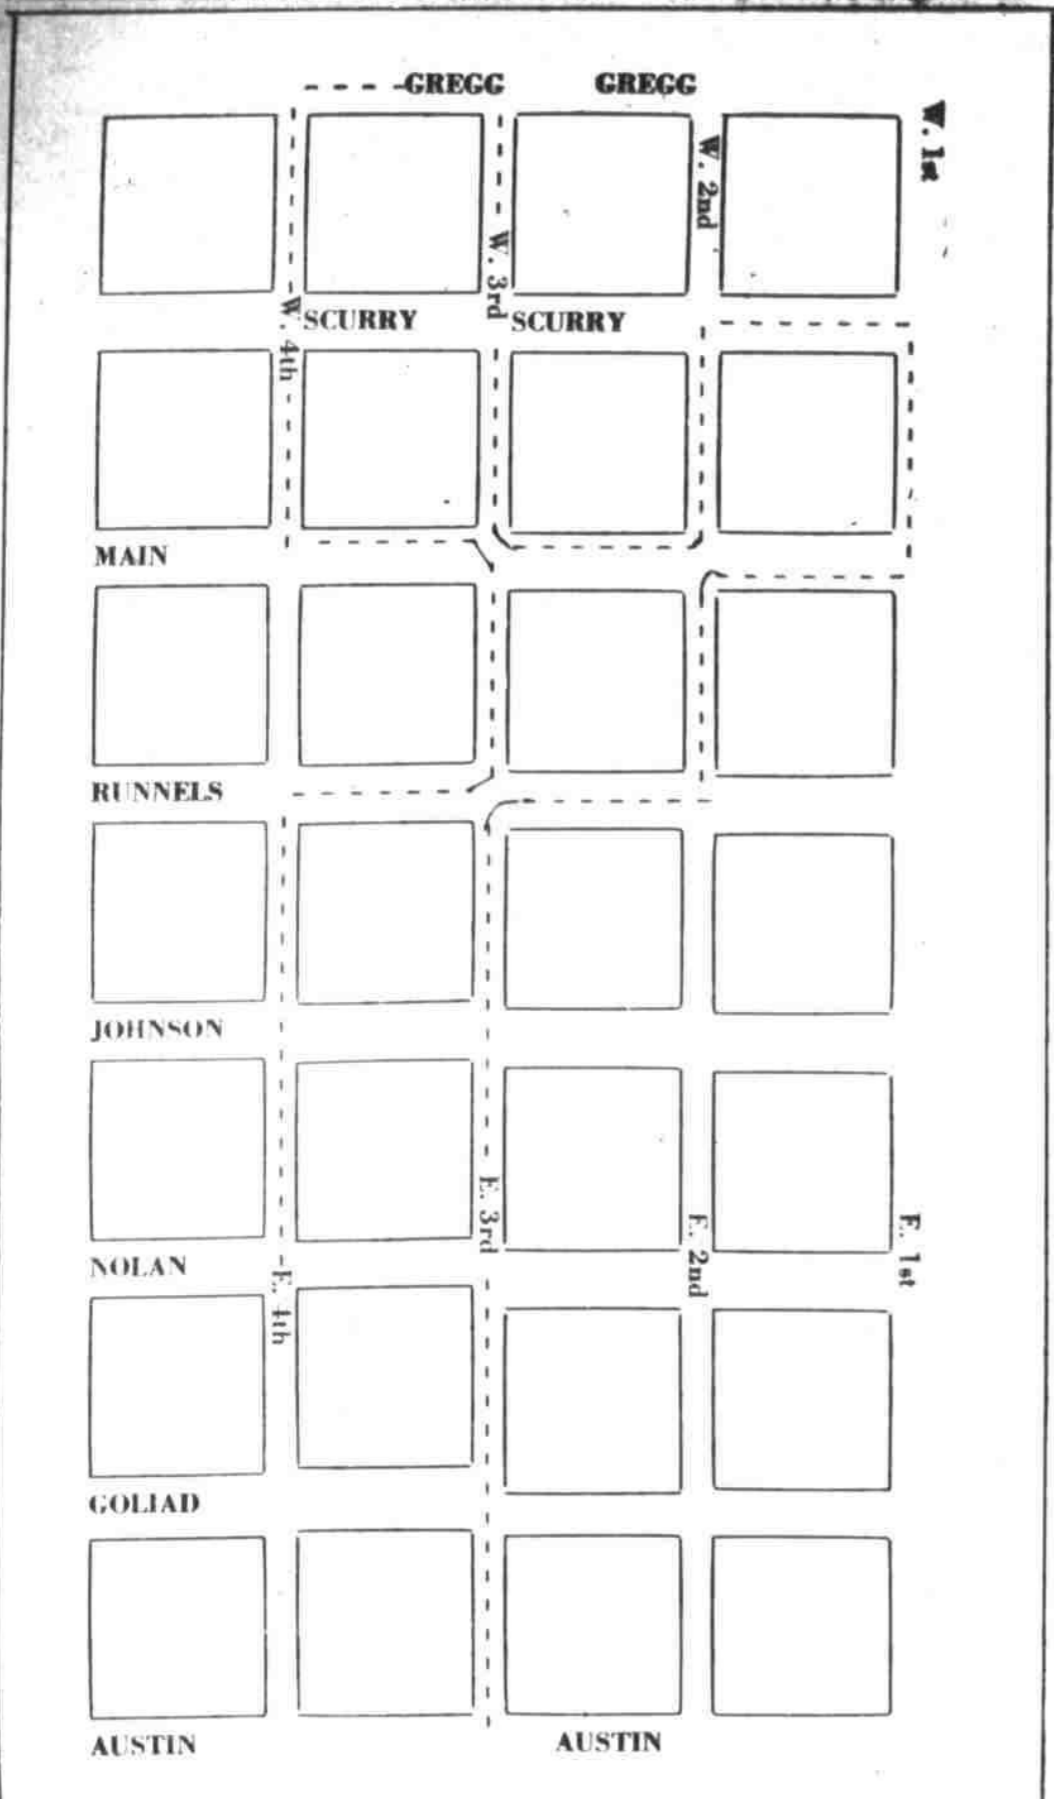 GREGG GREGG
W. 1st
W. 2nd
W. 3rd
W. 4th
SCURRY SCURRY
MAIN
RUNNELS
JOHNSON
E. 3rd
E. 2nd
E. 1st
NOLAN
E. 4th
GOLIAD
AUSTIN AUSTIN